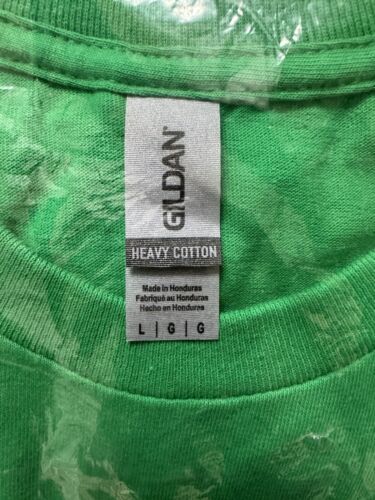 GILDAN
HEAVY COTTON
Made in Honduras
Fabriqué au Honduras
Hecho en Honduras
L | G | G